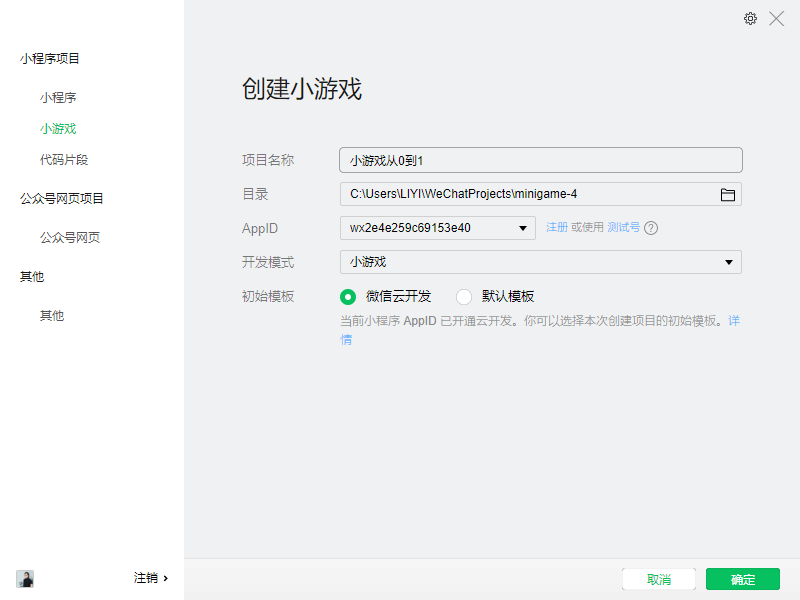 小程序项目
小程序
小游戏
代码片段
公众号网页项目
公众号网页
其他
其他
注销
创建小游戏
项目名称
小游戏从0到1
目录
C:\Users\LIYI\WeChatProjects\minigame-4
AppID
wx2e4e259c69153e40
注册 或使用 测试号 ?
开发模式
小游戏
初始模板
微信云开发
默认模板
当前小程序 AppID 已开通云开发。你可以选择本次创建项目的初始模板。详
情
取消
确定